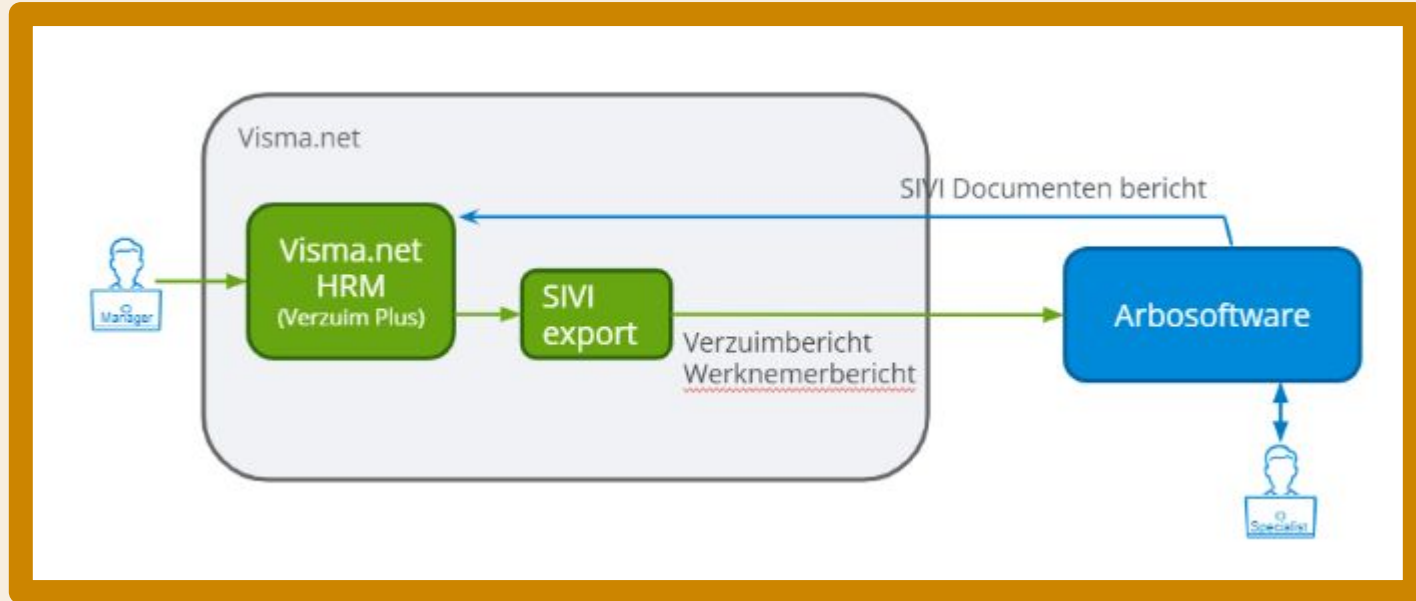 Visma.net
SIVI Documenten bericht
Visma.net
HRM
(Verzuim Plus)
Manager
SIVI
export
Verzuimbericht
Werknemerbericht
Arbosoftware
Specialist